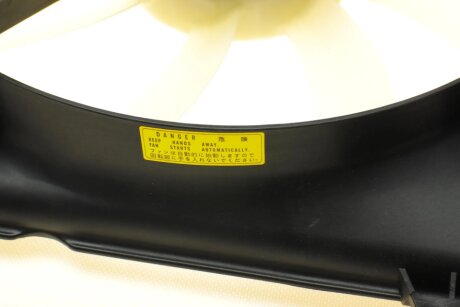 DANGER 危険
KEEP HANDS AWAY.
FAN STARTS AUTOMATICALLY.
ファンは自動的に始動しますので
回転部に手を入れないでください。